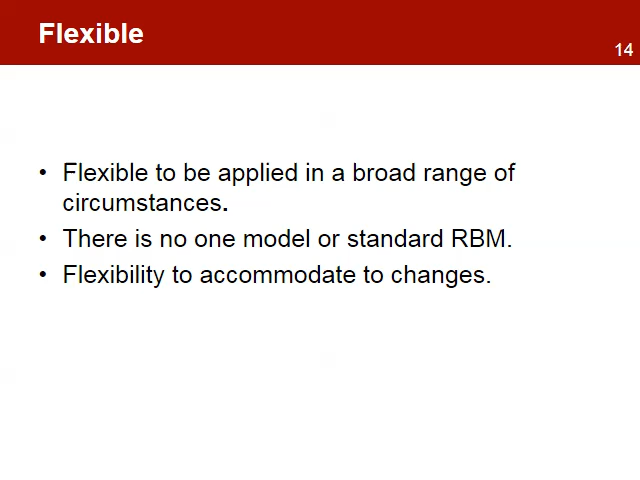 Flexible
14
• Flexible to be applied in a broad range of
circumstances.
• There is no one model or standard RBM.
• Flexibility to accommodate to changes.